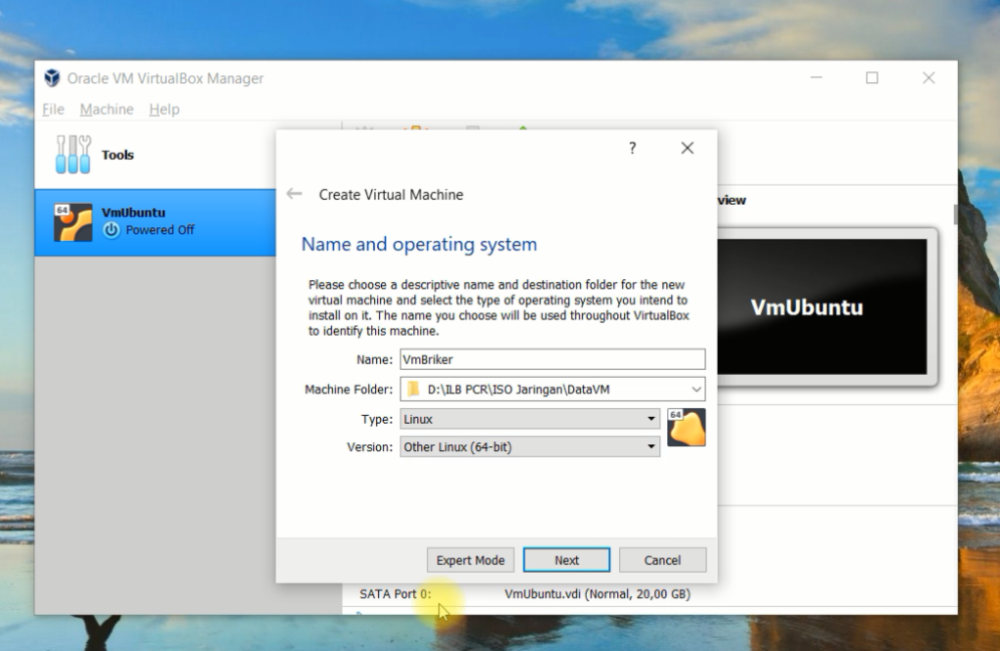 Oracle VM VirtualBox Manager
File Machine Help
Tools
64
VmUbuntu
Powered Off
?
Create Virtual Machine
Name and operating system
Please choose a descriptive name and destination folder for the new
virtual machine and select the type of operating system you intend to
install on it. The name you choose will be used throughout VirtualBox
to identify this machine.
Name: VmBriker
Machine Folder: D:\ILB PCR\ISO Jaringan\DataVM
Type: Linux
64
Version: Other Linux (64-bit)
Expert Mode Next Cancel
view
VmUbuntu
SATA Port 0: VmUbuntu.vdi (Normal, 20,00 GB)